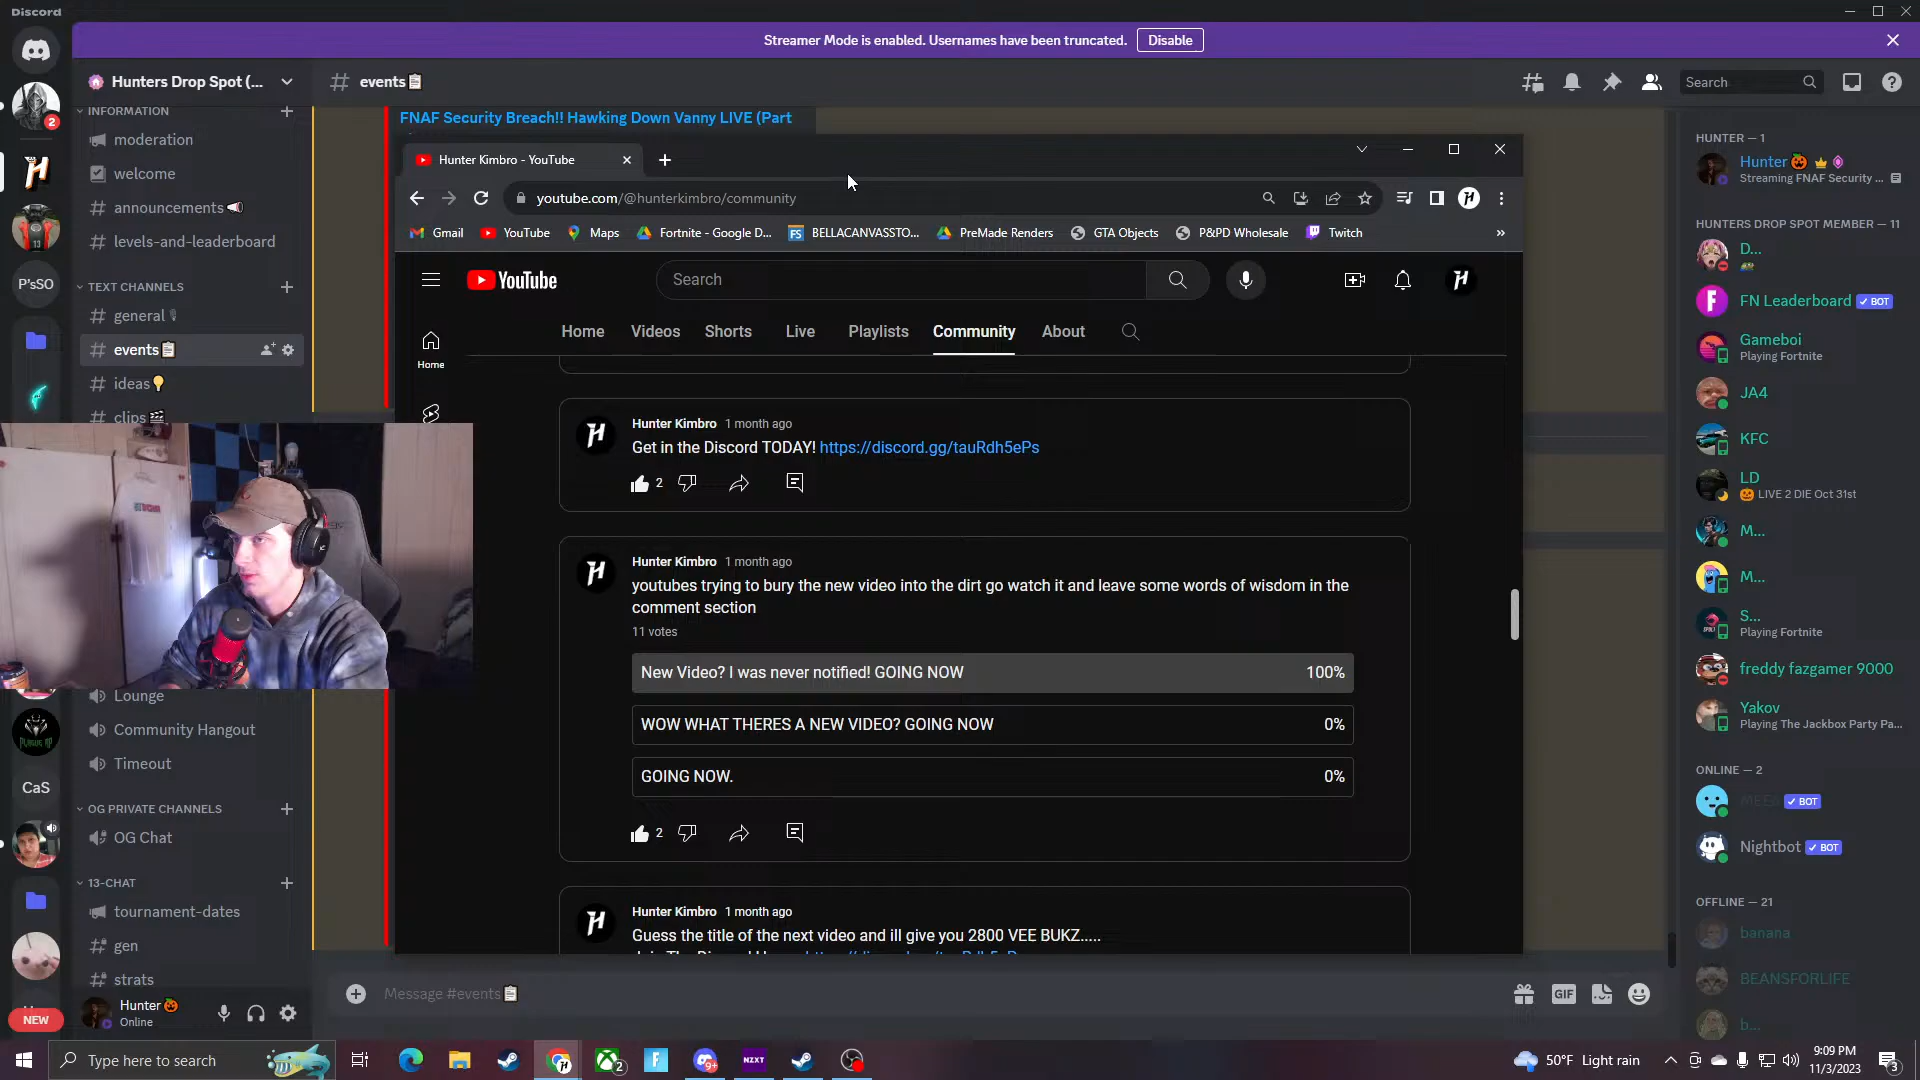 Discord
Streamer Mode is enabled. Usernames have been truncated. Disable
Hunters Drop Spot (...
# events📋
Search
INFORMATION
moderation
welcome
announcements📢
levels-and-leaderboard
TEXT CHANNELS
general
events📋
ideas💡
clips🎬
Lounge
Community Hangout
Timeout
OG PRIVATE CHANNELS
OG Chat
13-CHAT
tournament-dates
gen
strats
Hunter🎃
Online
NEW
2
13
P'sSO
CaS
FNAF Security Breach!! Hawking Down Vanny LIVE (Part
Hunter Kimbro - YouTube
youtube.com/@hunterkimbro/community
Gmail YouTube Maps Fortnite - Google D... BELLACANVASSTO... PreMade Renders GTA Objects P&PD Wholesale Twitch »
YouTube
Search
Home Videos Shorts Live Playlists Community About
Home
Hunter Kimbro 1 month ago
Get in the Discord TODAY! https://discord.gg/tauRdh5ePs
2
Hunter Kimbro 1 month ago
youtubes trying to bury the new video into the dirt go watch it and leave some words of wisdom in the
comment section
11 votes
New Video? I was never notified! GOING NOW 100%
WOW WHAT THERES A NEW VIDEO? GOING NOW 0%
GOING NOW. 0%
2
Hunter Kimbro 1 month ago
Guess the title of the next video and ill give you 2800 VEE BUKZ.....
Message #events📋
GIF
HUNTER — 1
Hunter🎃
Streaming FNAF Security ...
HUNTERS DROP SPOT MEMBER — 11
D...
FN Leaderboard ✓ BOT
Gameboi
Playing Fortnite
JA4
KFC
LD
🎃 LIVE 2 DIE Oct 31st
M...
M...
S...
Playing Fortnite
freddy fazgamer 9000
Yakov
Playing The Jackbox Party Pa...
ONLINE — 2
✓ BOT
Nightbot ✓ BOT
OFFLINE — 21
banana
BEANSFORLIFE
b...
Type here to search
2
9+
NZXT
50°F Light rain
9:09 PM
11/3/2023
3